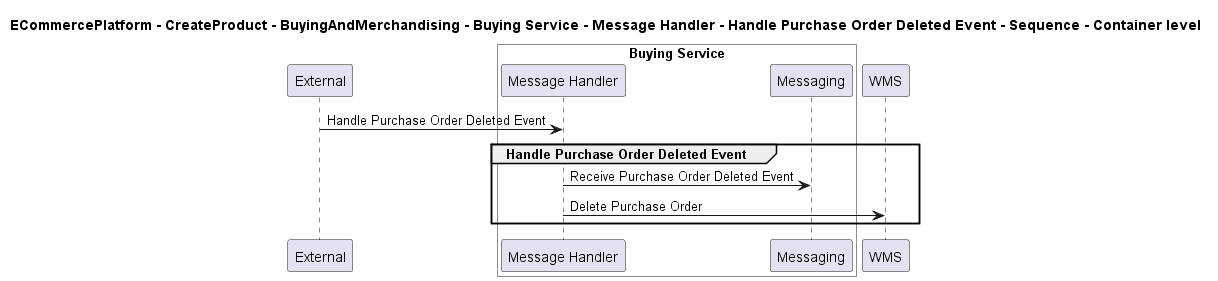 ECommercePlatform - CreateProduct - BuyingAndMerchandising - Buying Service - Message Handler - Handle Purchase Order Deleted Event - Sequence - Container level
Buying Service
External
Message Handler
Messaging
WMS
Handle Purchase Order Deleted Event
Handle Purchase Order Deleted Event
Receive Purchase Order Deleted Event
Delete Purchase Order
External
Message Handler
Messaging
WMS